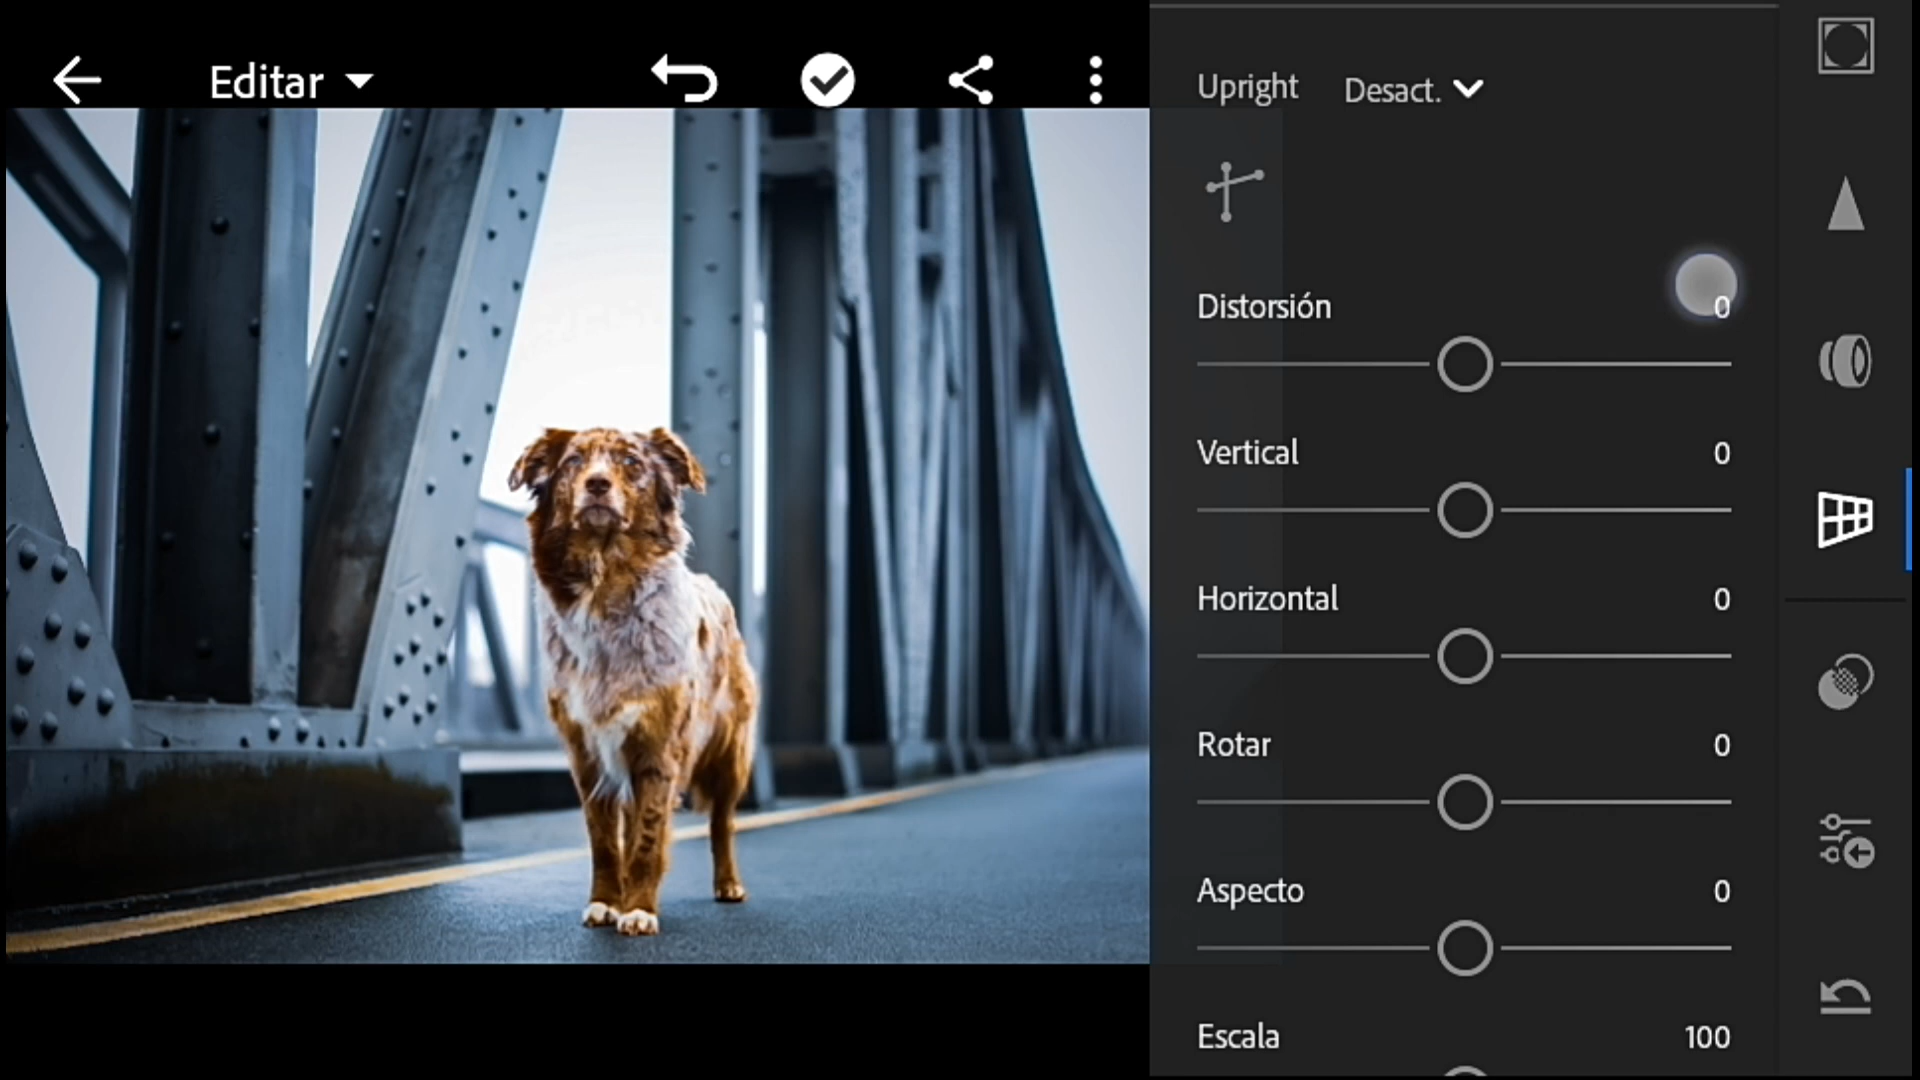 Editar
Upright Desact.
Distorsión 0
Vertical 0
Horizontal 0
Rotar 0
Aspecto 0
Escala 100